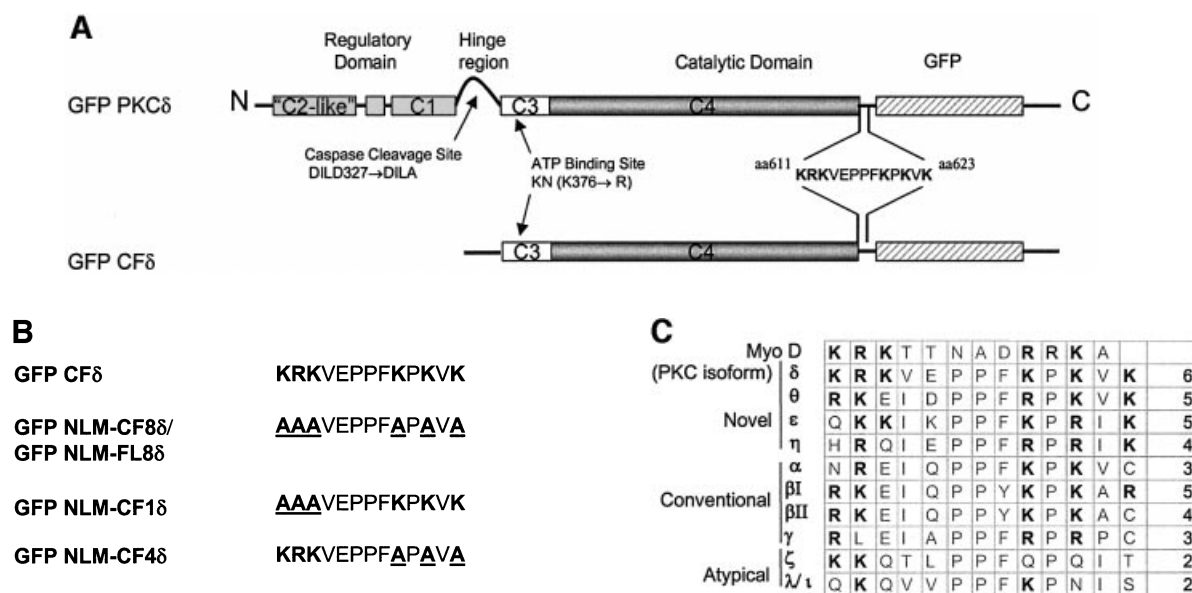 A
Regulatory Domain
Hinge region
Catalytic Domain
GFP
GFP PKCδ
N
"C2-like"
C1
C3
C4
C
Caspase Cleavage Site
DILD327→DILA
ATP Binding Site
KN (K376→ R)
aa611
KRKVEPPFKPKVK
aa623
GFP CFδ
C3
C4
B
GFP CFδ KRKVEPPFKPKVK
GFP NLM-CF8δ/
GFP NLM-FL8δ
AAAVEPPFAPAVA
GFP NLM-CF1δ AAAVEPPFKPKVK
GFP NLM-CF4δ KRKVEPPFAPAVA
C
Myo D K R K T T N A D R R K A
(PKC isoform) δ K R K V E P P F K P K V K 6
Novel
θ R K E I D P P F R P K V K 5
ε Q K K I K P P F K P R I K 5
η H R Q I E P P F R P R I K 4
Conventional
α N R E I Q P P F K P K V C 3
βI R K E I Q P P Y K P K A R 5
βII R K E I Q P P Y K P K A C 4
γ R L E I A P P F R P R P C 3
Atypical
ζ K K Q T L P P F Q P Q I T 2
λ/ι Q K Q V V P P F K P N I S 2